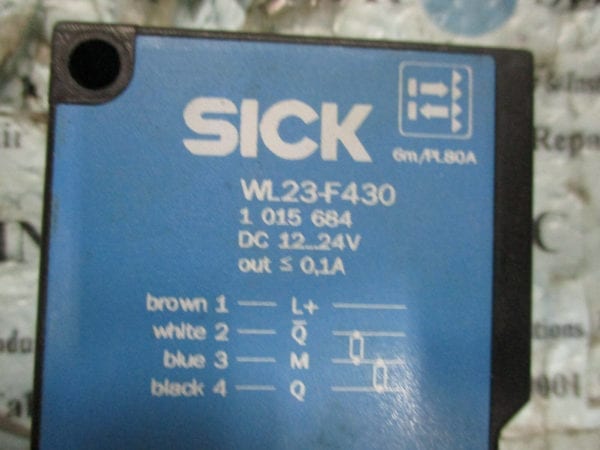 SICK
6m/PL80A
WL23-F430
1 015 684
DC 12...24V
out ≤ 0,1A
brown 1 L+
white 2 Q̅
blue 3 M
black 4 Q